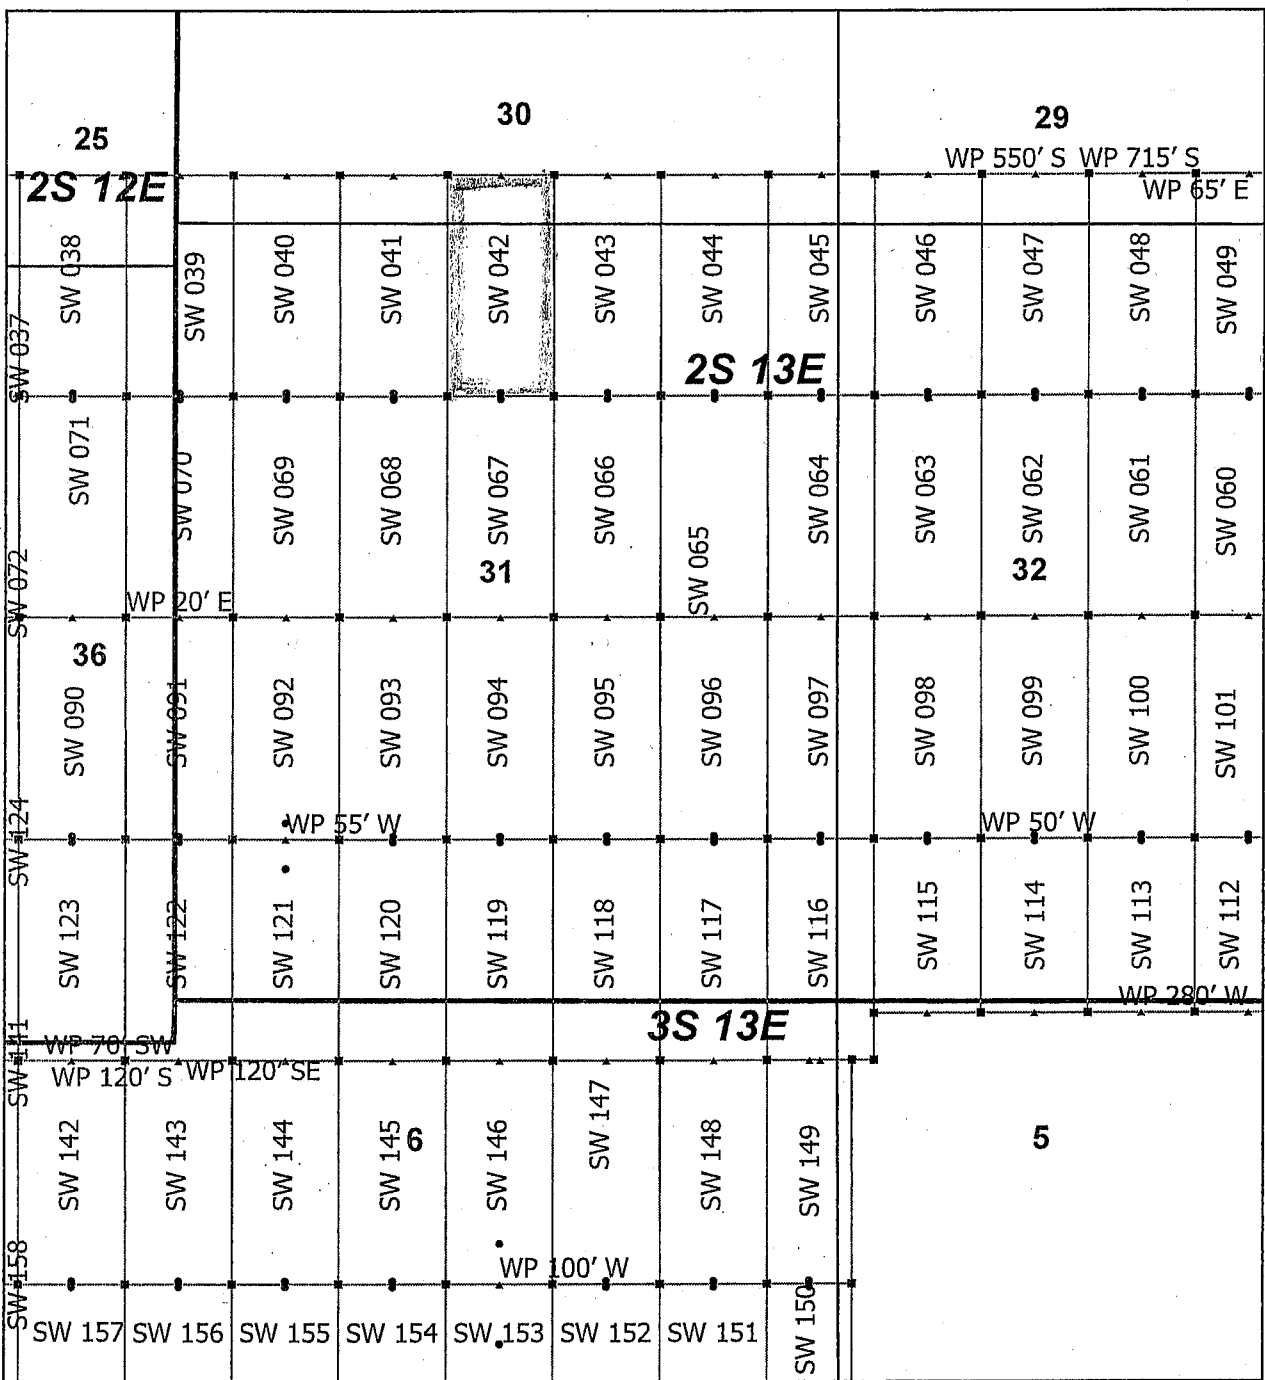 30
29
25
WP 550' S WP 715' S
2S 12E
WP 65' E
SW 037
SW 038
SW 039
SW 040
SW 041
SW 042
SW 043
SW 044
SW 045
SW 046
SW 047
SW 048
SW 049
2S 13E
SW 072
SW 071
SW 070
SW 069
SW 068
SW 067
SW 066
SW 065
SW 064
SW 063
SW 062
SW 061
SW 060
31
32
WP 20' E
36
SW 124
SW 090
SW 091
SW 092
SW 093
SW 094
SW 095
SW 096
SW 097
SW 098
SW 099
SW 100
SW 101
WP 55' W
WP 50' W
SW 123
SW 122
SW 121
SW 120
SW 119
SW 118
SW 117
SW 116
SW 115
SW 114
SW 113
SW 112
WP 280' W
3S 13E
SW 141
WP 70' SW
WP 120' S
WP 120' SE
SW 142
SW 143
SW 144
SW 145
6
SW 146
SW 147
SW 148
SW 149
5
SW 158
WP 100' W
SW 157
SW 156
SW 155
SW 154
SW 153
SW 152
SW 151
SW 150